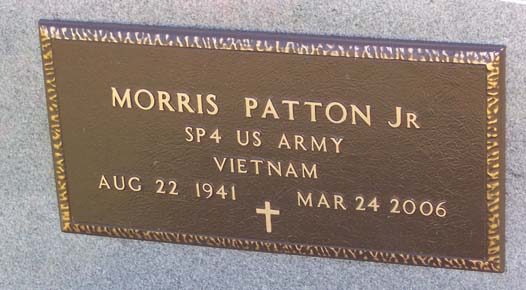 MORRIS PATTON JR
SP4 US ARMY
VIETNAM
AUG 22 1941 MAR 24 2006